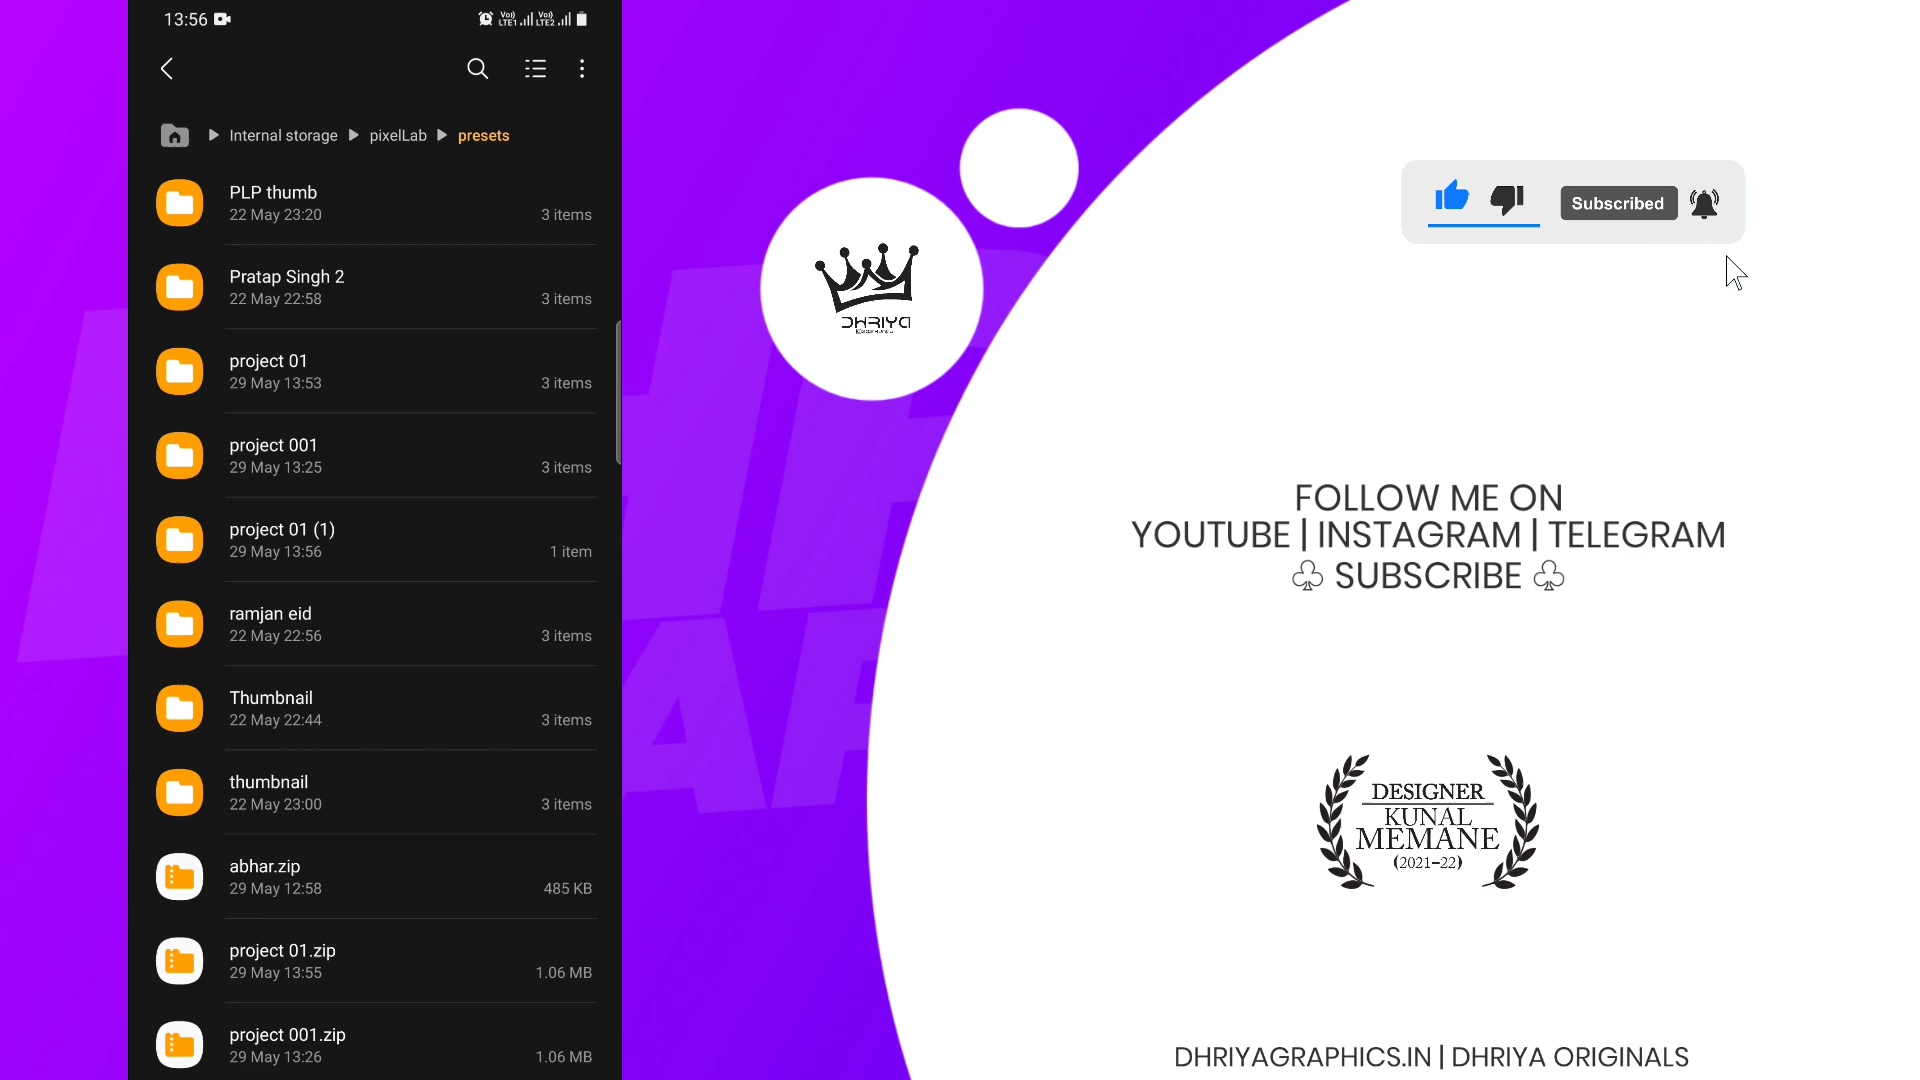 13:56
Vo)) LTE1 Vo)) LTE2
Internal storage ▶ pixelLab ▶ presets
PLP thumb
22 May 23:20 3 items
Pratap Singh 2
22 May 22:58 3 items
project 01
29 May 13:53 3 items
project 001
29 May 13:25 3 items
project 01 (1)
29 May 13:56 1 item
ramjan eid
22 May 22:56 3 items
Thumbnail
22 May 22:44 3 items
thumbnail
22 May 23:00 3 items
abhar.zip
29 May 12:58 485 KB
project 01.zip
29 May 13:55 1.06 MB
project 001.zip
29 May 13:26 1.06 MB
DHRIYA
Subscribed
FOLLOW ME ON
YOUTUBE | INSTAGRAM | TELEGRAM
♧ SUBSCRIBE ♧
DESIGNER
KUNAL
MEMANE
(2021-22)
DHRIYAGRAPHICS.IN | DHRIYA ORIGINALS